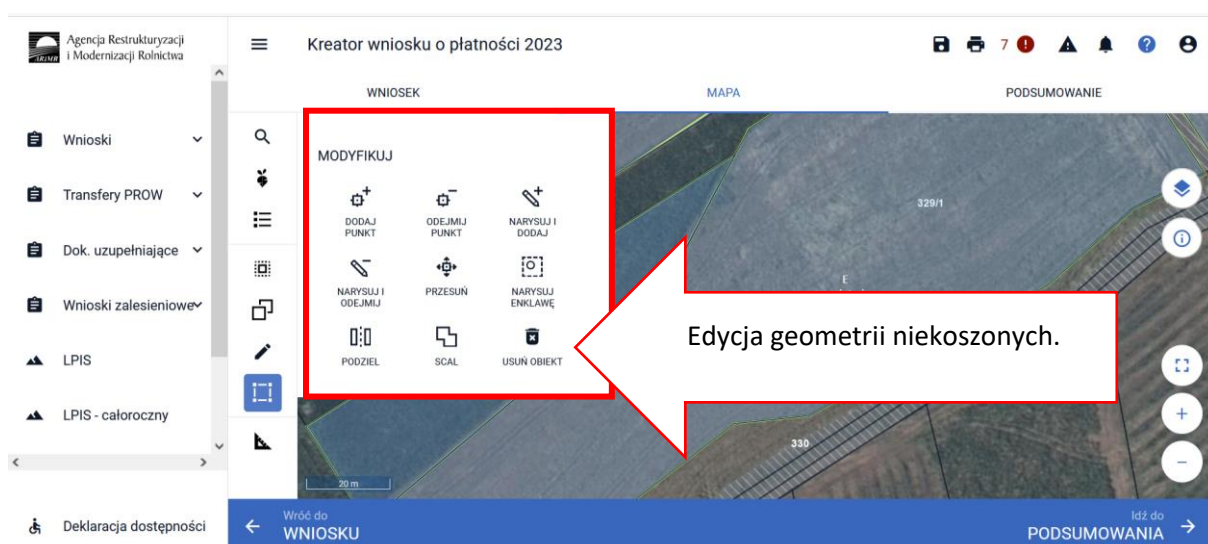 Agencja Restrukturyzacji
i Modernizacji Rolnictwa
ARiMR
Kreator wniosku o płatności 2023
7
WNIOSEK
MAPA
PODSUMOWANIE
Wnioski
Transfery PROW
Dok. uzupełniające
Wnioski zalesieniowe
LPIS
LPIS - całoroczny
Deklaracja dostępności
MODYFIKUJ
DODAJ
PUNKT
ODEJMIJ
PUNKT
NARYSUJ I
DODAJ
NARYSUJ I
ODEJMIJ
PRZESUŃ
NARYSUJ
ENKLAWĘ
PODZIEL
SCAL
USUŃ OBIEKT
329/1
E
Edycja geometrii niekoszonych.
330
20 m
Wróć do
WNIOSKU
Idź do
PODSUMOWANIA